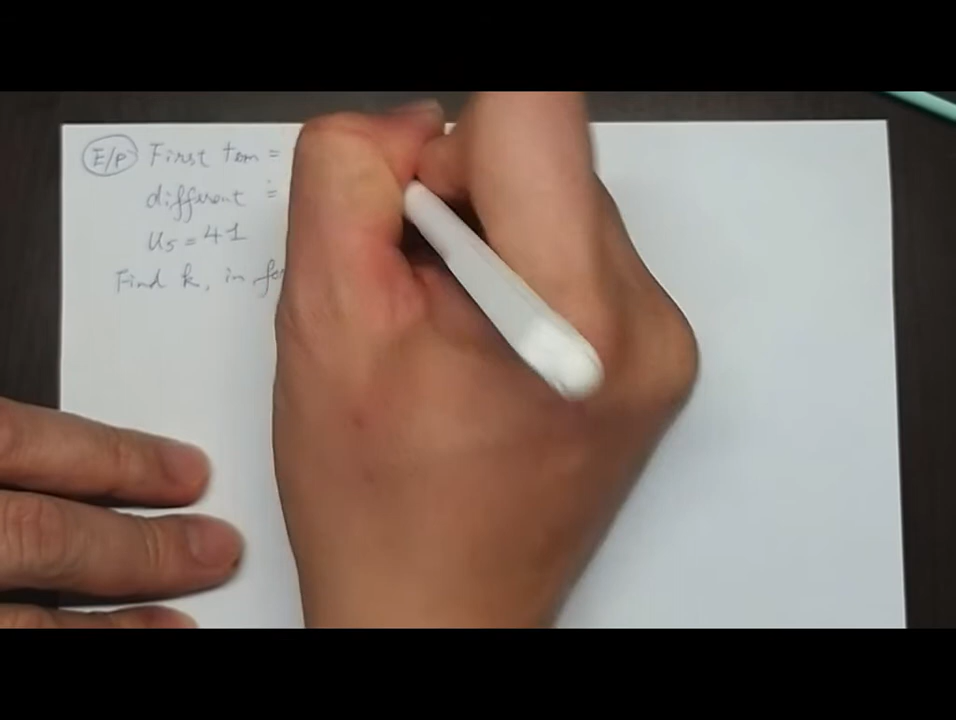 E/P First term =
different =
U5 = 41
Find k, in